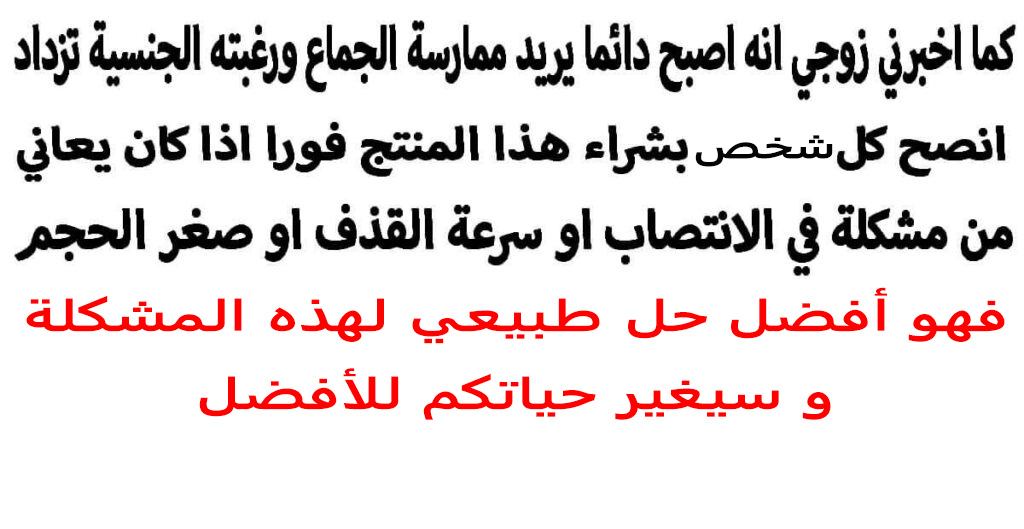 كما اخبرني زوجي انه اصبح دائما يريد ممارسة الجماع ورغبته الجنسية تزداد
انصح كل شخص بشراء هذا المنتج فورا اذا كان يعاني
من مشكلة في الانتصاب او سرعة القذف او صغر الحجم
فهو أفضل حل طبيعي لهذه المشكلة
و سيغير حياتكم للأفضل